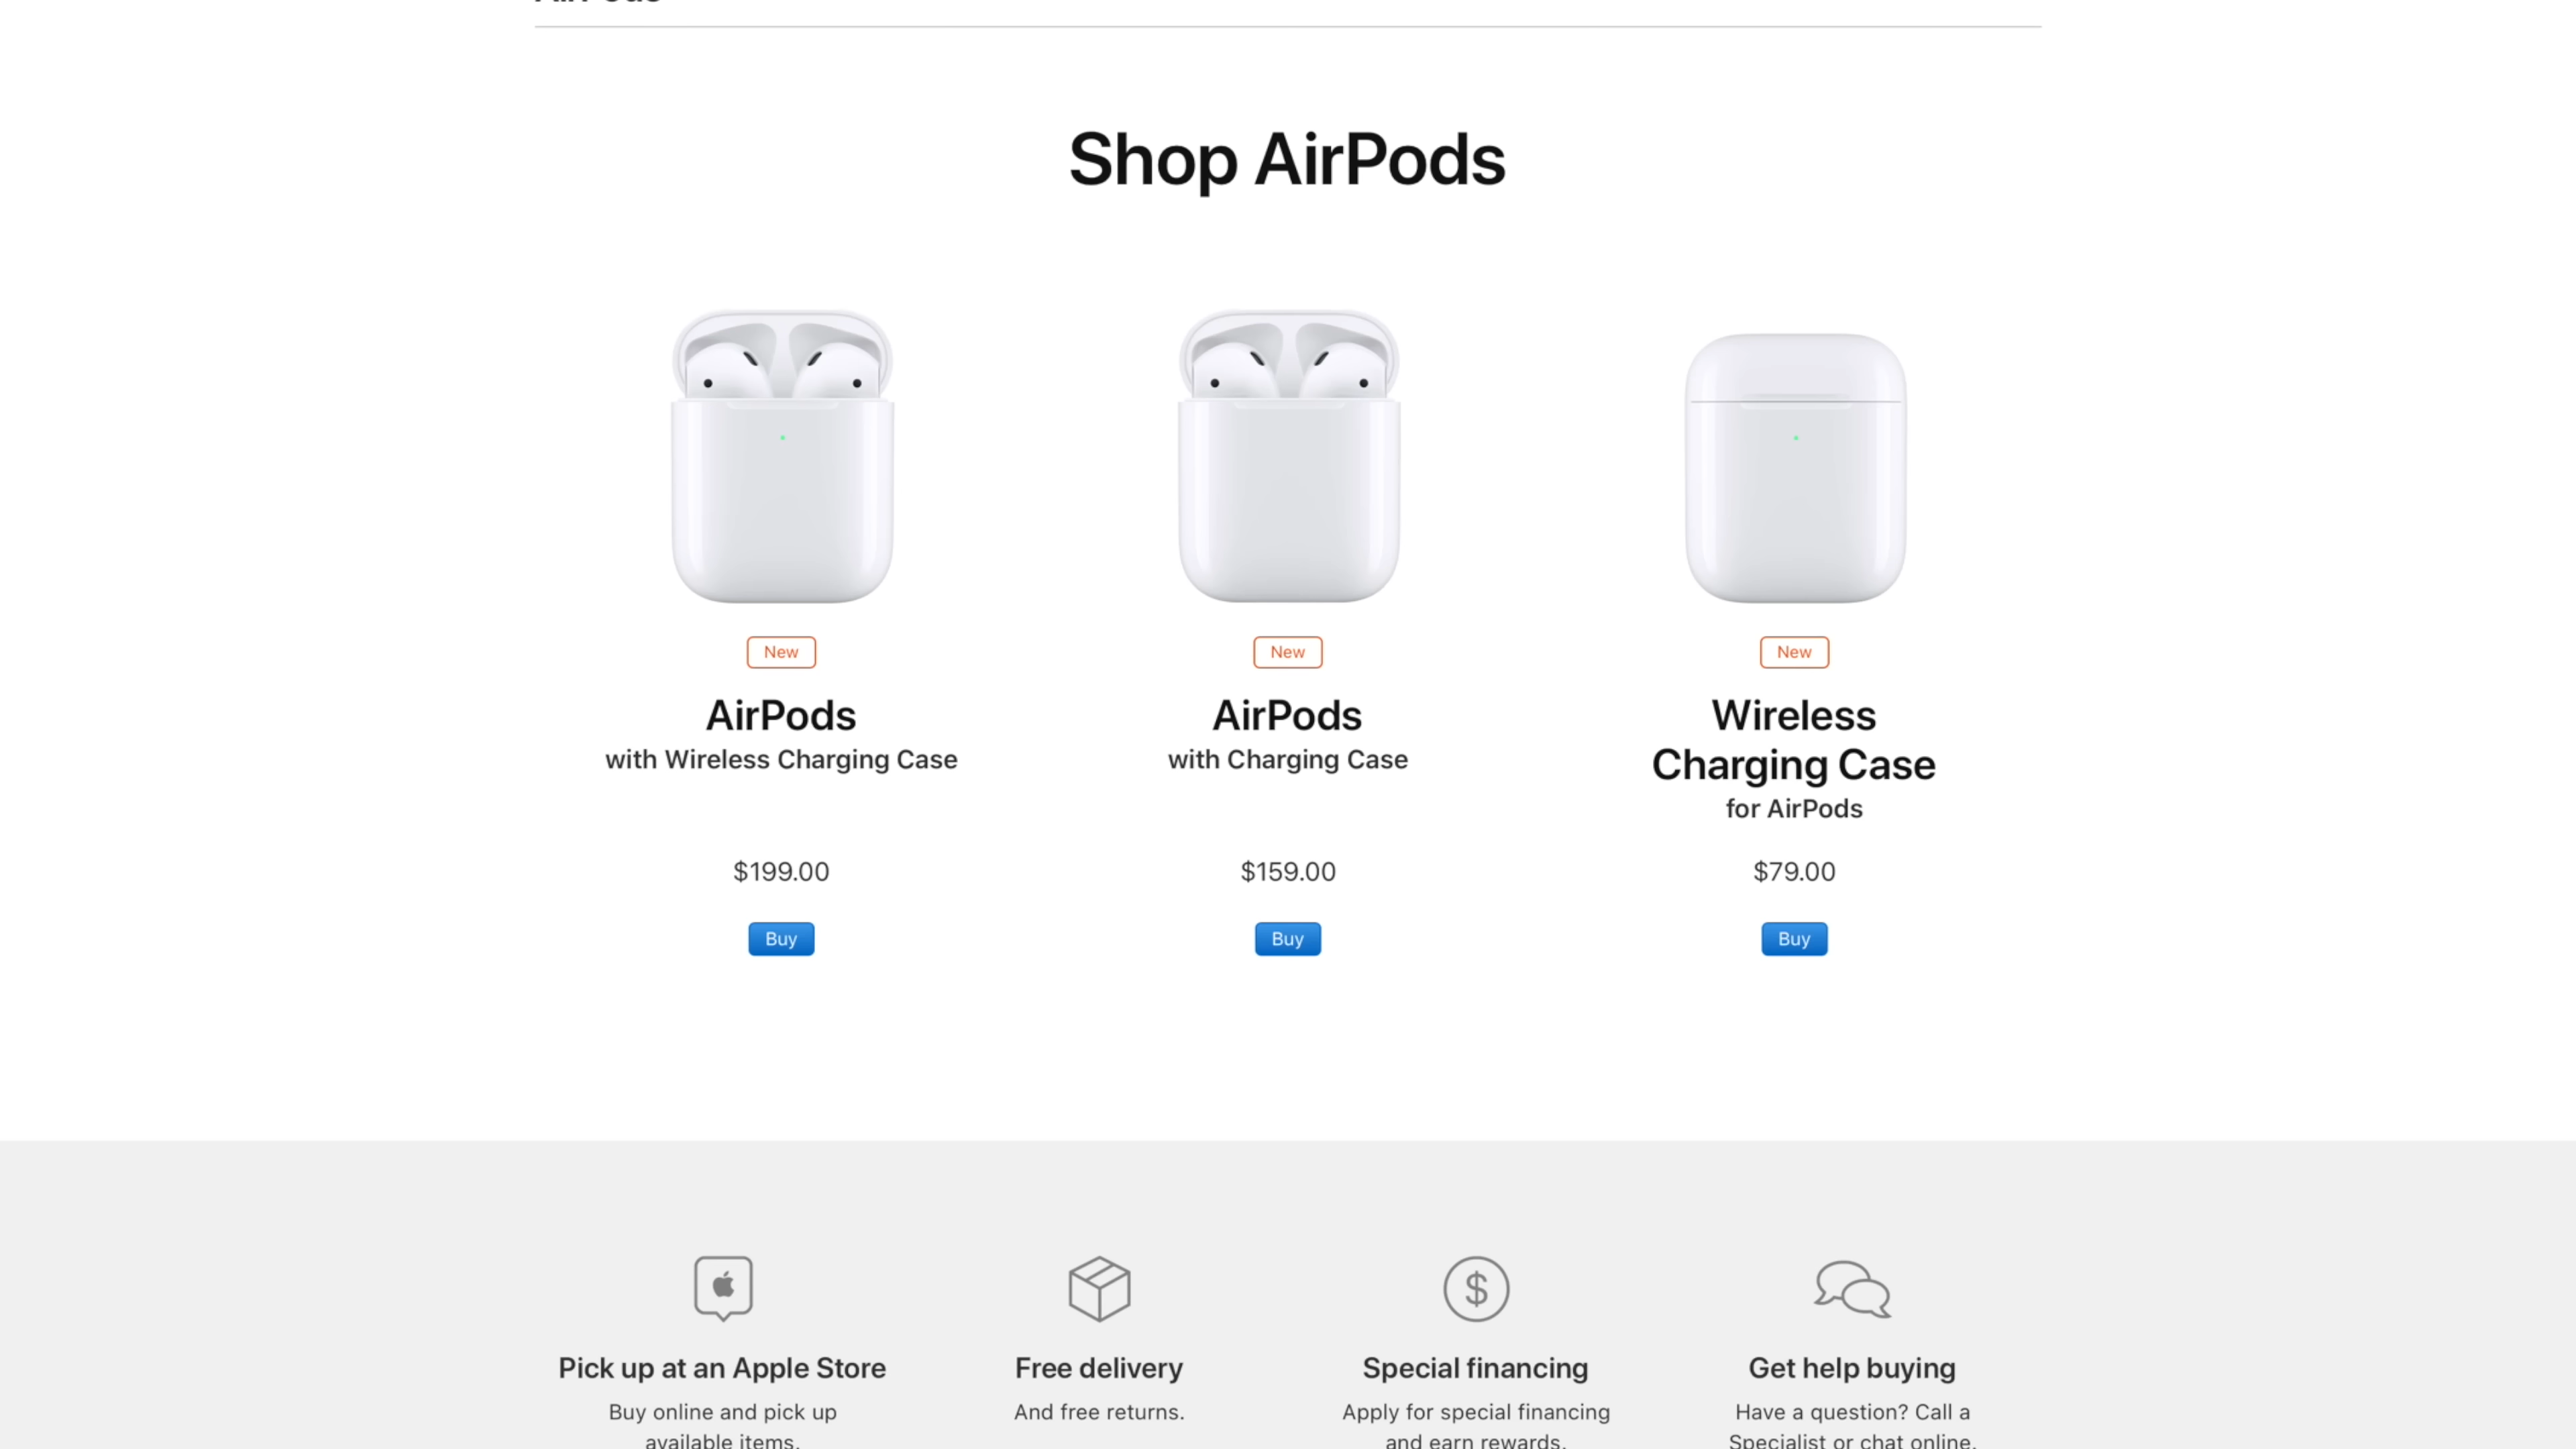 Shop AirPods
New
AirPods
with Wireless Charging Case
$199.00
Buy
New
AirPods
with Charging Case
$159.00
Buy
New
Wireless
Charging Case
for AirPods
$79.00
Buy
$
Pick up at an Apple Store
Buy online and pick up
available items.
Free delivery
And free returns.
Special financing
Apply for special financing
and earn rewards.
Get help buying
Have a question? Call a
Specialist or chat online.